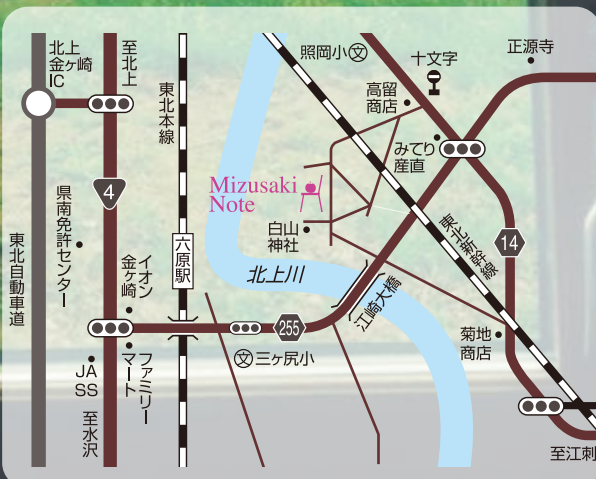 北上
金ヶ崎
IC
至北上
東北本線
照岡小文
十文字
正源寺
高留
商店
みてり
産直
4
Mizusaki
Note
県南免許センター
白山
神社
東北新幹線
14
東北自動車道
イオン
金ヶ崎
六原駅
北上川
江崎大橋
255
菊地
商店
JA
SS
ファミリー
マート
文三ヶ尻小
至水沢
至江刺